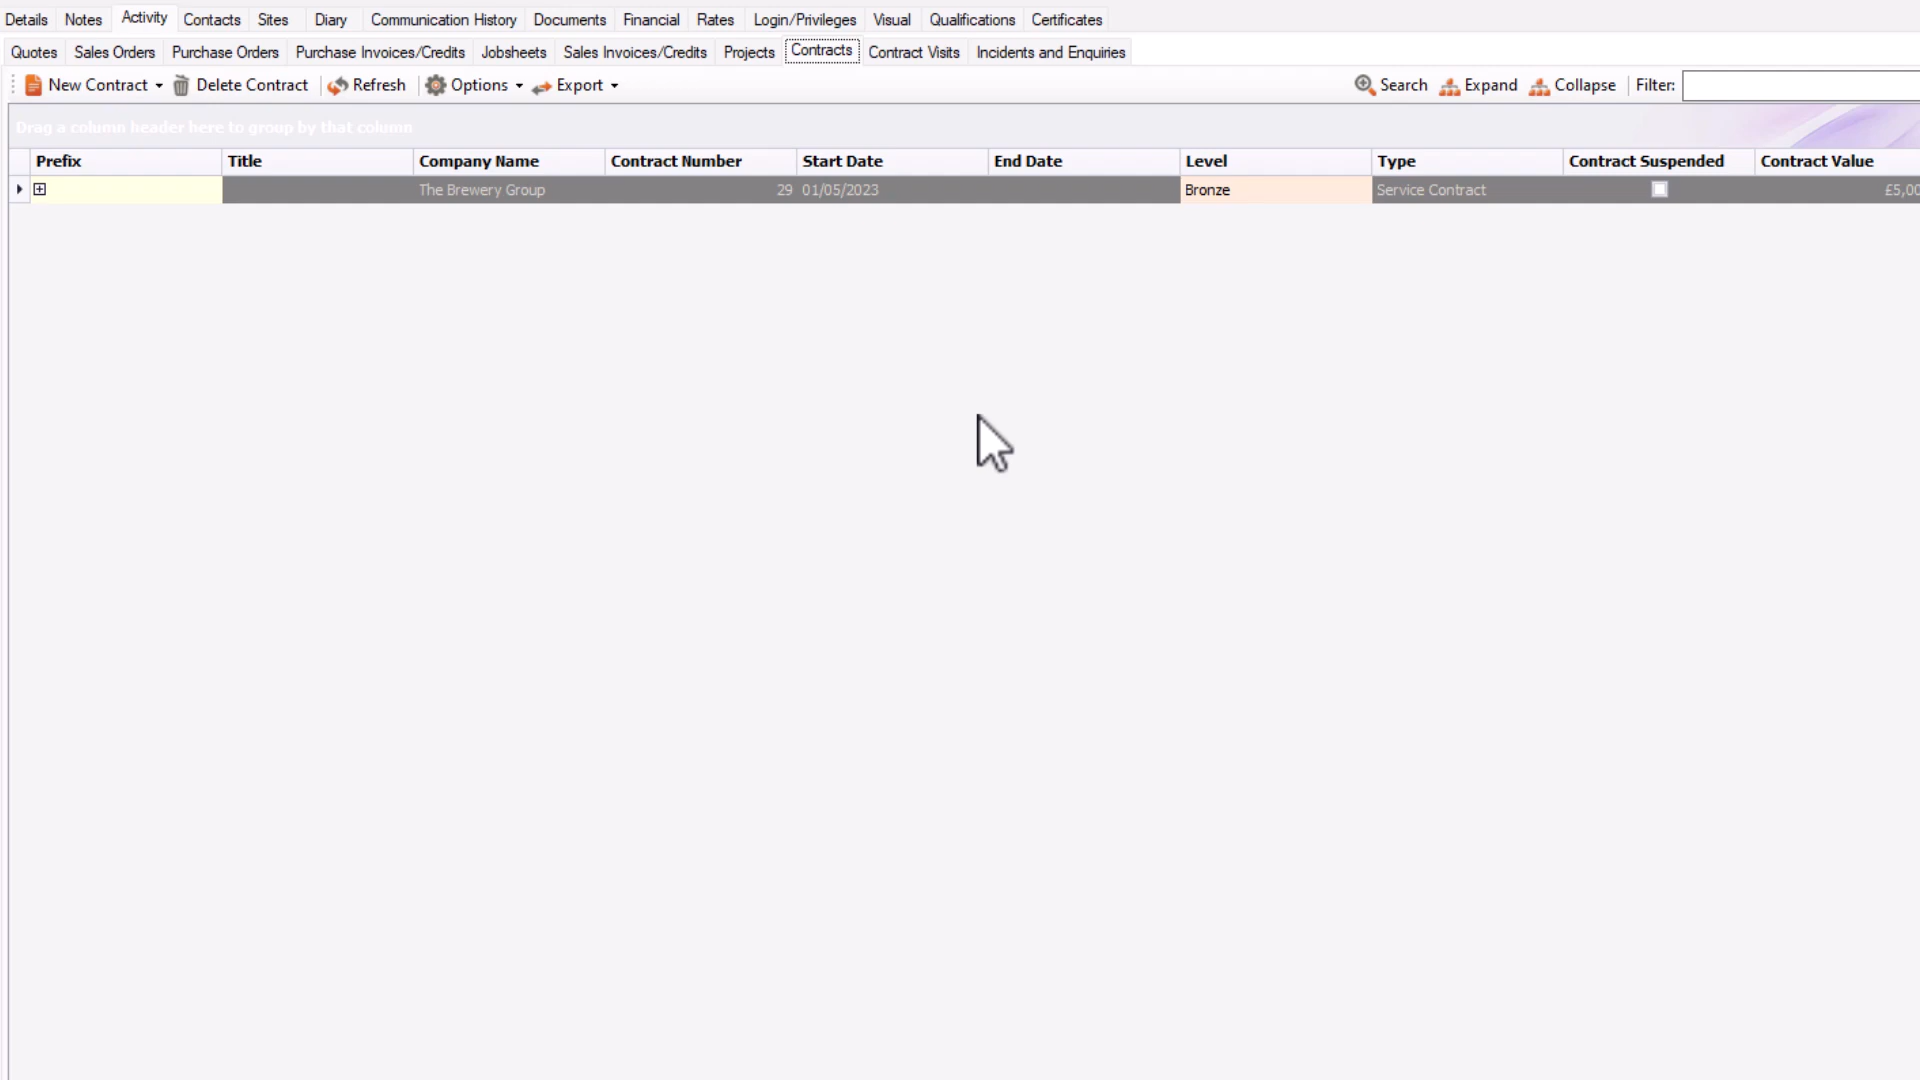 Details Notes Activity Contacts Sites Diary Communication History Documents Financial Rates Login/Privileges Visual Qualifications Certificates
Quotes Sales Orders Purchase Orders Purchase Invoices/Credits Jobsheets Sales Invoices/Credits Projects Contracts Contract Visits Incidents and Enquiries
New Contract Delete Contract Refresh Options Export Search Expand Collapse Filter:
Drag a column header here to group by that column
Prefix Title Company Name Contract Number Start Date End Date Level Type Contract Suspended Contract Value
The Brewery Group 29 01/05/2023 Bronze Service Contract £5,00